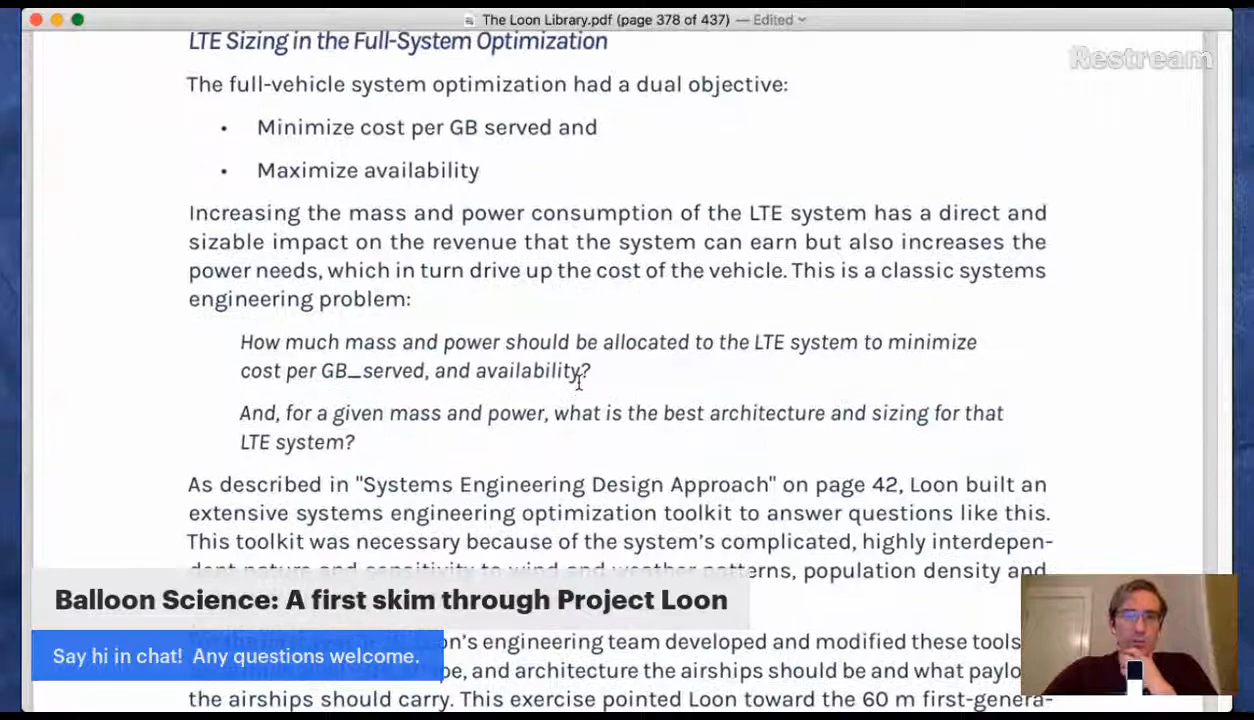 The Loon Library.pdf (page 378 of 437) — Edited
LTE Sizing in the Full-System Optimization
Restream
The full-vehicle system optimization had a dual objective:
• Minimize cost per GB served and
• Maximize availability
Increasing the mass and power consumption of the LTE system has a direct and
sizable impact on the revenue that the system can earn but also increases the
power needs, which in turn drive up the cost of the vehicle. This is a classic systems
engineering problem:
How much mass and power should be allocated to the LTE system to minimize
cost per GB_served, and availability?
And, for a given mass and power, what is the best architecture and sizing for that
LTE system?
As described in "Systems Engineering Design Approach" on page 42, Loon built an
extensive systems engineering optimization toolkit to answer questions like this.
This toolkit was necessary because of the system's complicated, highly interdepen-
dent nature and sensitivity to wind and weather patterns, population density and
Balloon Science: A first skim through Project Loon
Say hi in chat! Any questions welcome.
engineering team developed and modified these tools
and architecture the airships should be and what
the airships should carry. This exercise pointed Loon toward the 60 m first-genera-